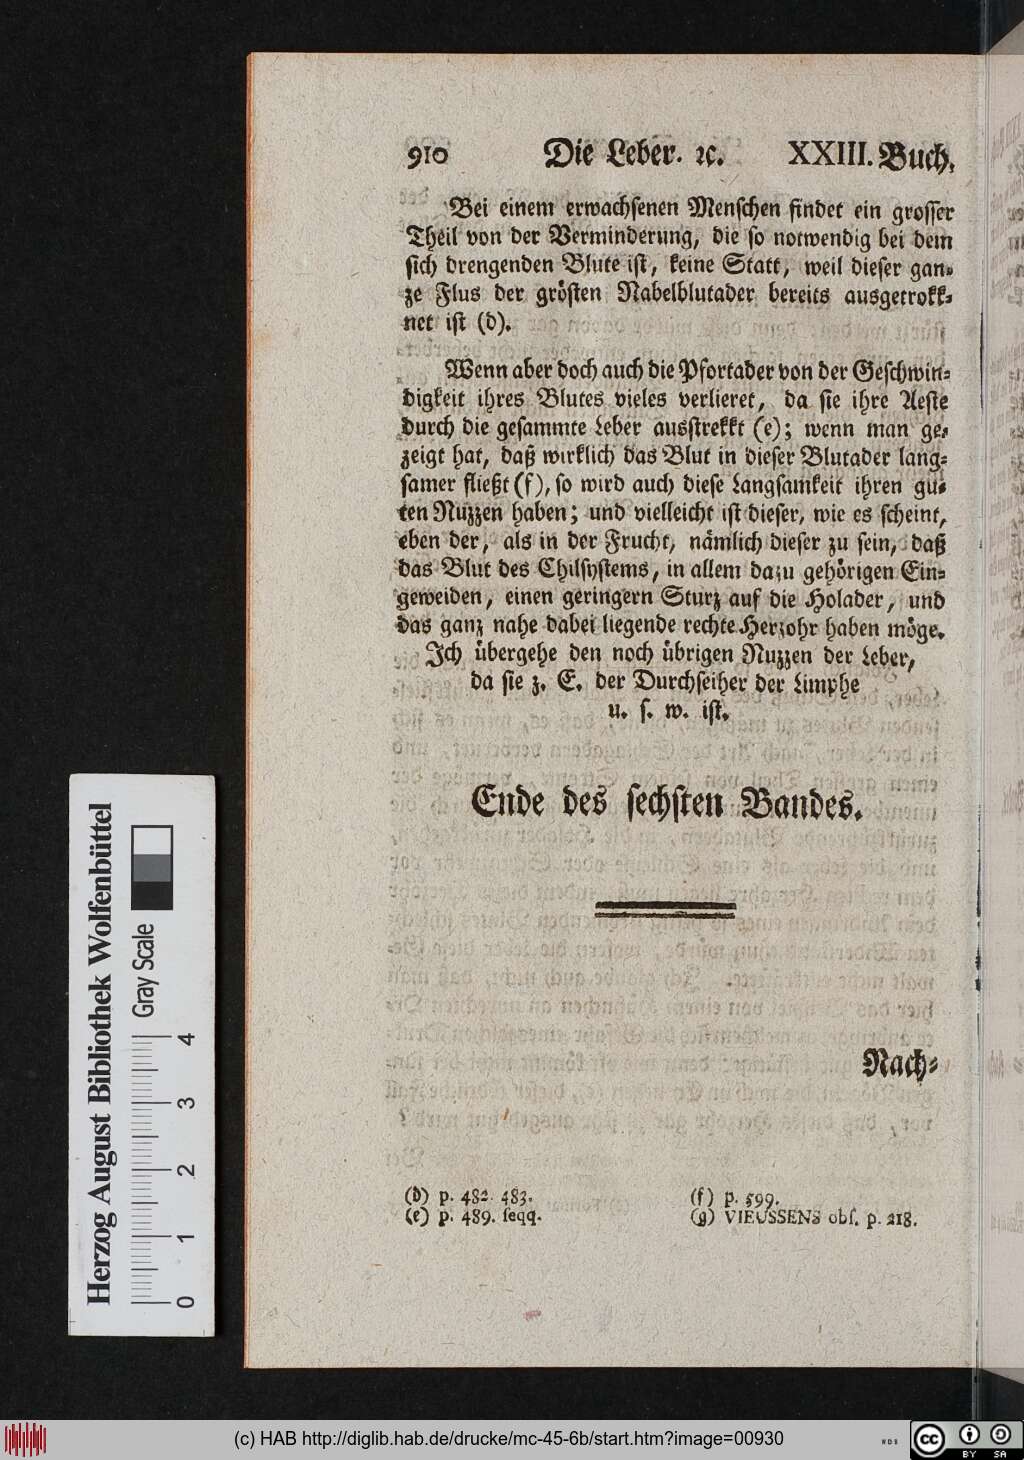 910 Die Leber. ꝛc. XXIII. Buch.
Bei einem erwachsenen Menschen findet ein grosser
Theil von der Verminderung, die so notwendig bei dem
sich drengenden Blute ist, keine Statt, weil dieser gan-
ze Flus der grösten Nabelblutader bereits ausgetrokk-
net ist (d).
Wenn aber doch auch die Pfortader von der Geschwin-
digkeit ihres Blutes vieles verlieret, da sie ihre Aeste
durch die gesammte Leber ausstrekkt (e); wenn man ge-
zeigt hat, daß wirklich das Blut in dieser Blutader lang-
samer fließt (f), so wird auch diese Langsamkeit ihren gu-
ten Nuzzen haben; und vielleicht ist dieser, wie es scheint,
eben der, als in der Frucht, nämlich dieser zu sein, daß
das Blut des Chilsystems, in allem dazu gehörigen Ein-
geweiden, einen geringern Sturz auf die Holader, und
das ganz nahe dabei liegende rechte Herzohr haben möge.
Ich übergehe den noch übrigen Nuzzen der Leber,
da sie z. E. der Durchseiher der Limphe
u. s. w. ist.
Ende des sechsten Bandes.
Nach-
(d) p. 482. 483.
(e) p. 489. seqq.
(f) p. 599.
(g) VIEUSSENS obs. p. 218.
Herzog August Bibliothek Wolfenbüttel
Gray Scale
0 1 2 3 4
(c) HAB http://diglib.hab.de/drucke/mc-45-6b/start.htm?image=00930
WDB
cc BY SA